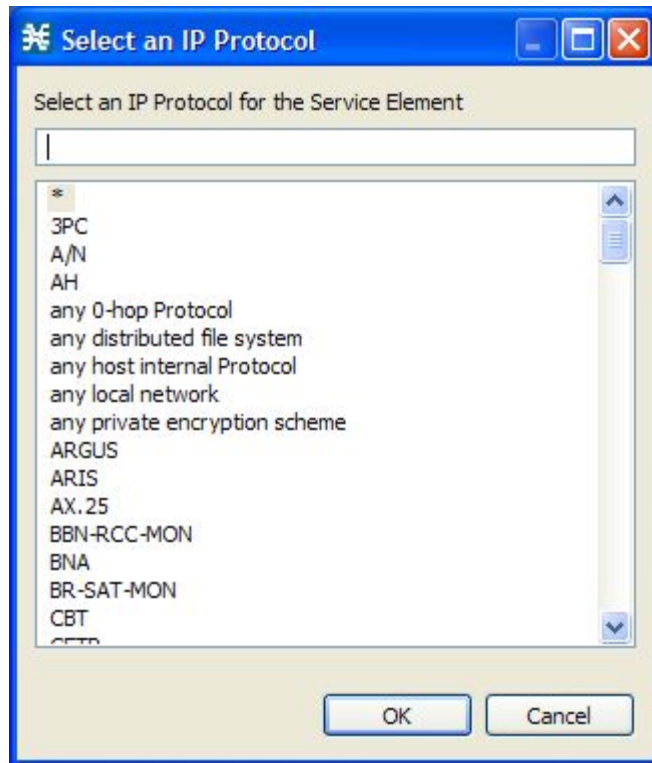 Select an IP Protocol
Select an IP Protocol for the Service Element
*
3PC
A/N
AH
any 0-hop Protocol
any distributed file system
any host internal Protocol
any local network
any private encryption scheme
ARGUS
ARIS
AX.25
BBN-RCC-MON
BNA
BR-SAT-MON
CBT
OK Cancel